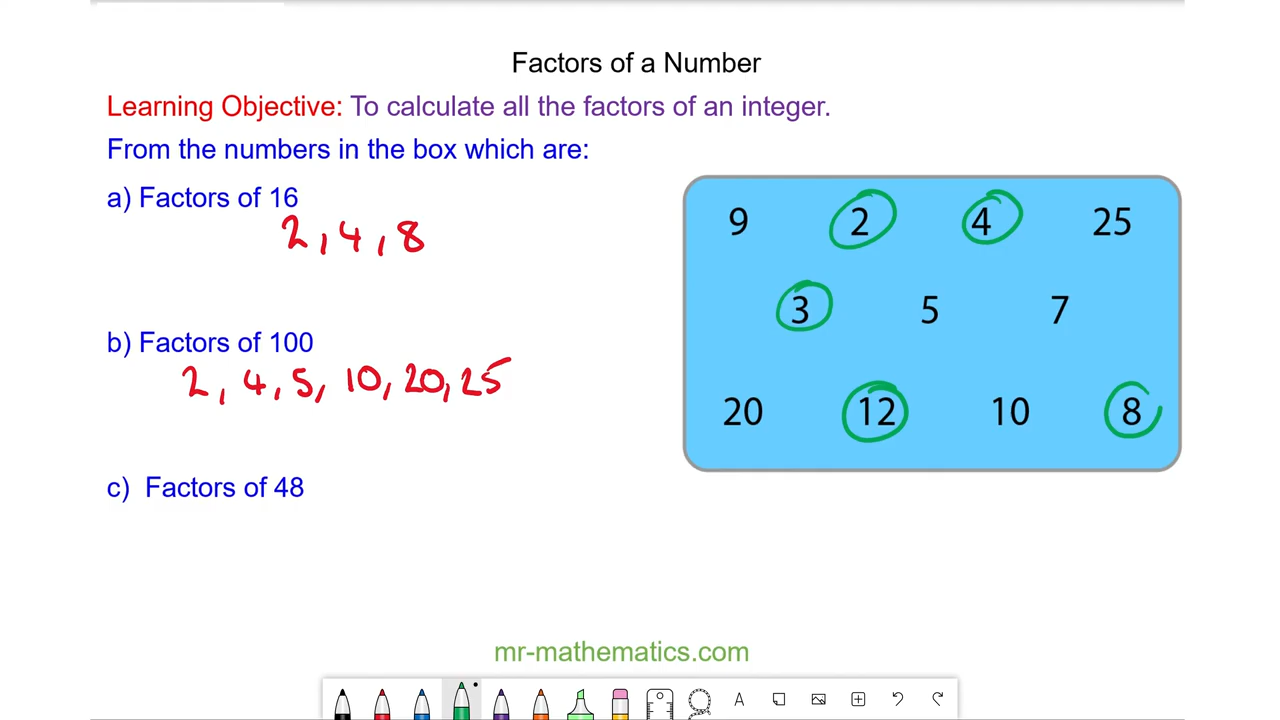 Factors of a Number
Learning Objective: To calculate all the factors of an integer.
From the numbers in the box which are:
a) Factors of 16
2, 4, 8
b) Factors of 100
2, 4, 5, 10, 20, 25
c) Factors of 48
9 2 4 25
3 5 7
20 12 10 8
mr-mathematics.com
A